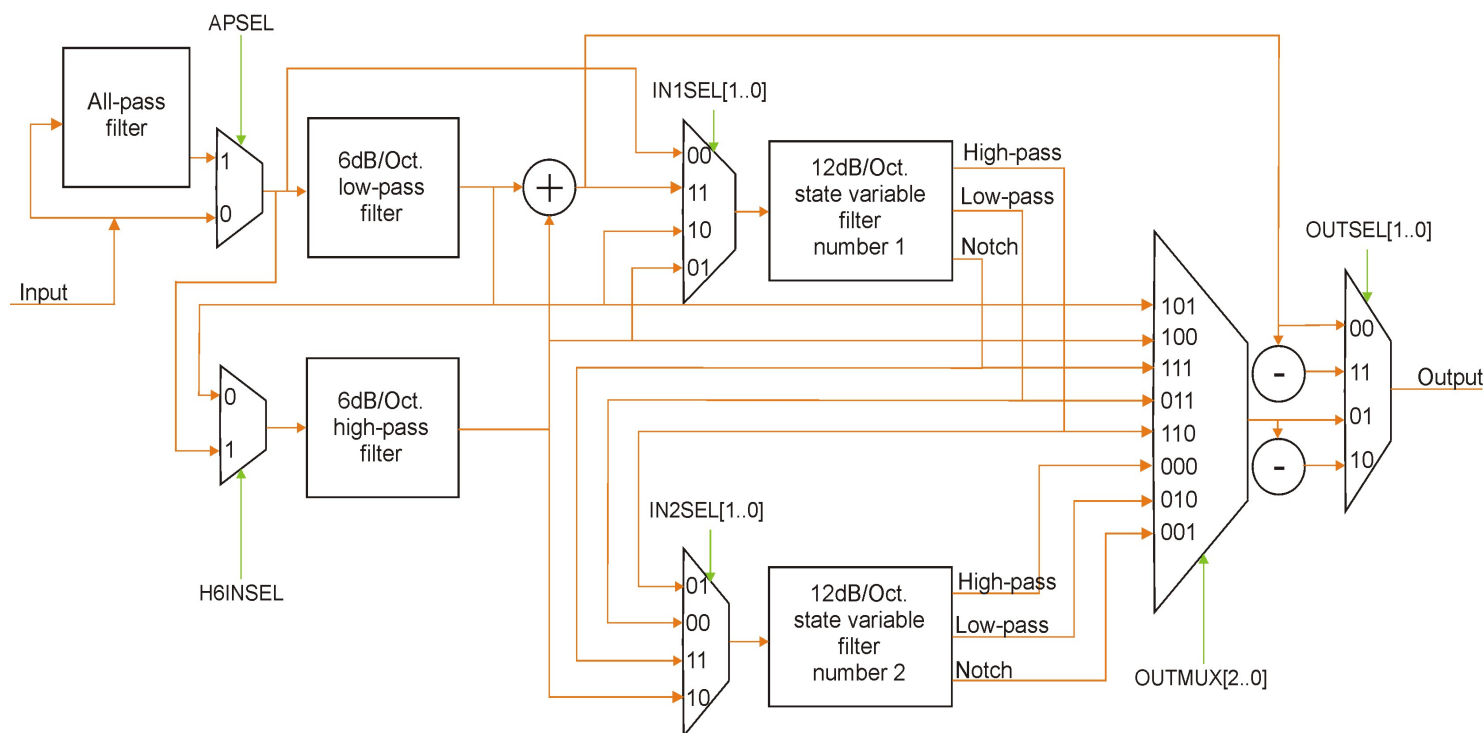 APSEL
All-pass
filter
1
0
Input
6dB/Oct.
low-pass
filter
+
IN1SEL[1..0]
00
11
10
01
12dB/Oct.
state variable
filter
number 1
High-pass
Low-pass
Notch
0
1
H6INSEL
6dB/Oct.
high-pass
filter
IN2SEL[1..0]
01
00
11
10
12dB/Oct.
state variable
filter
number 2
High-pass
Low-pass
Notch
101
100
111
011
110
000
010
001
OUTMUX[2..0]
-
-
OUTSEL[1..0]
00
11
01
10
Output